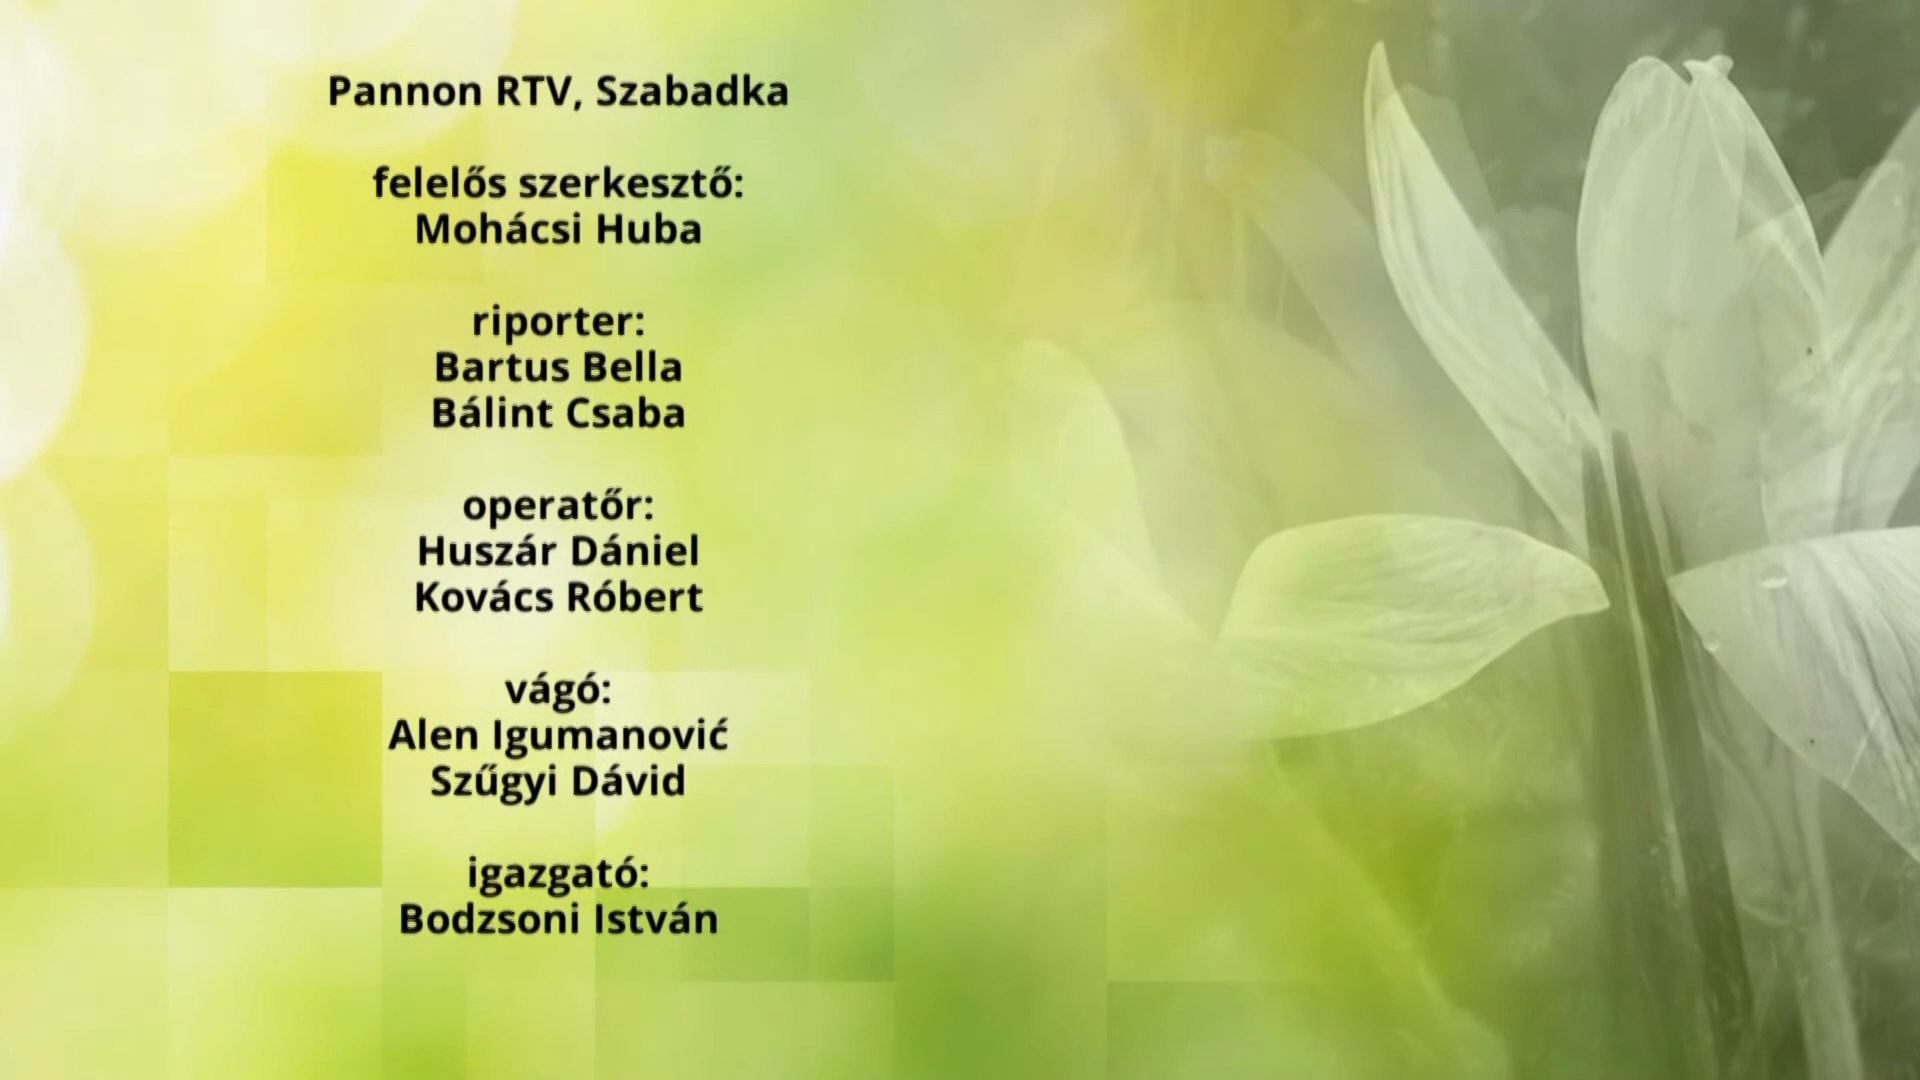 Pannon RTV, Szabadka
felelős szerkesztő:
Mohácsi Huba
riporter:
Bartus Bella
Bálint Csaba
operatőr:
Huszár Dániel
Kovács Róbert
vágó:
Alen Igumanović
Szűgyi Dávid
igazgató:
Bodzsoni István